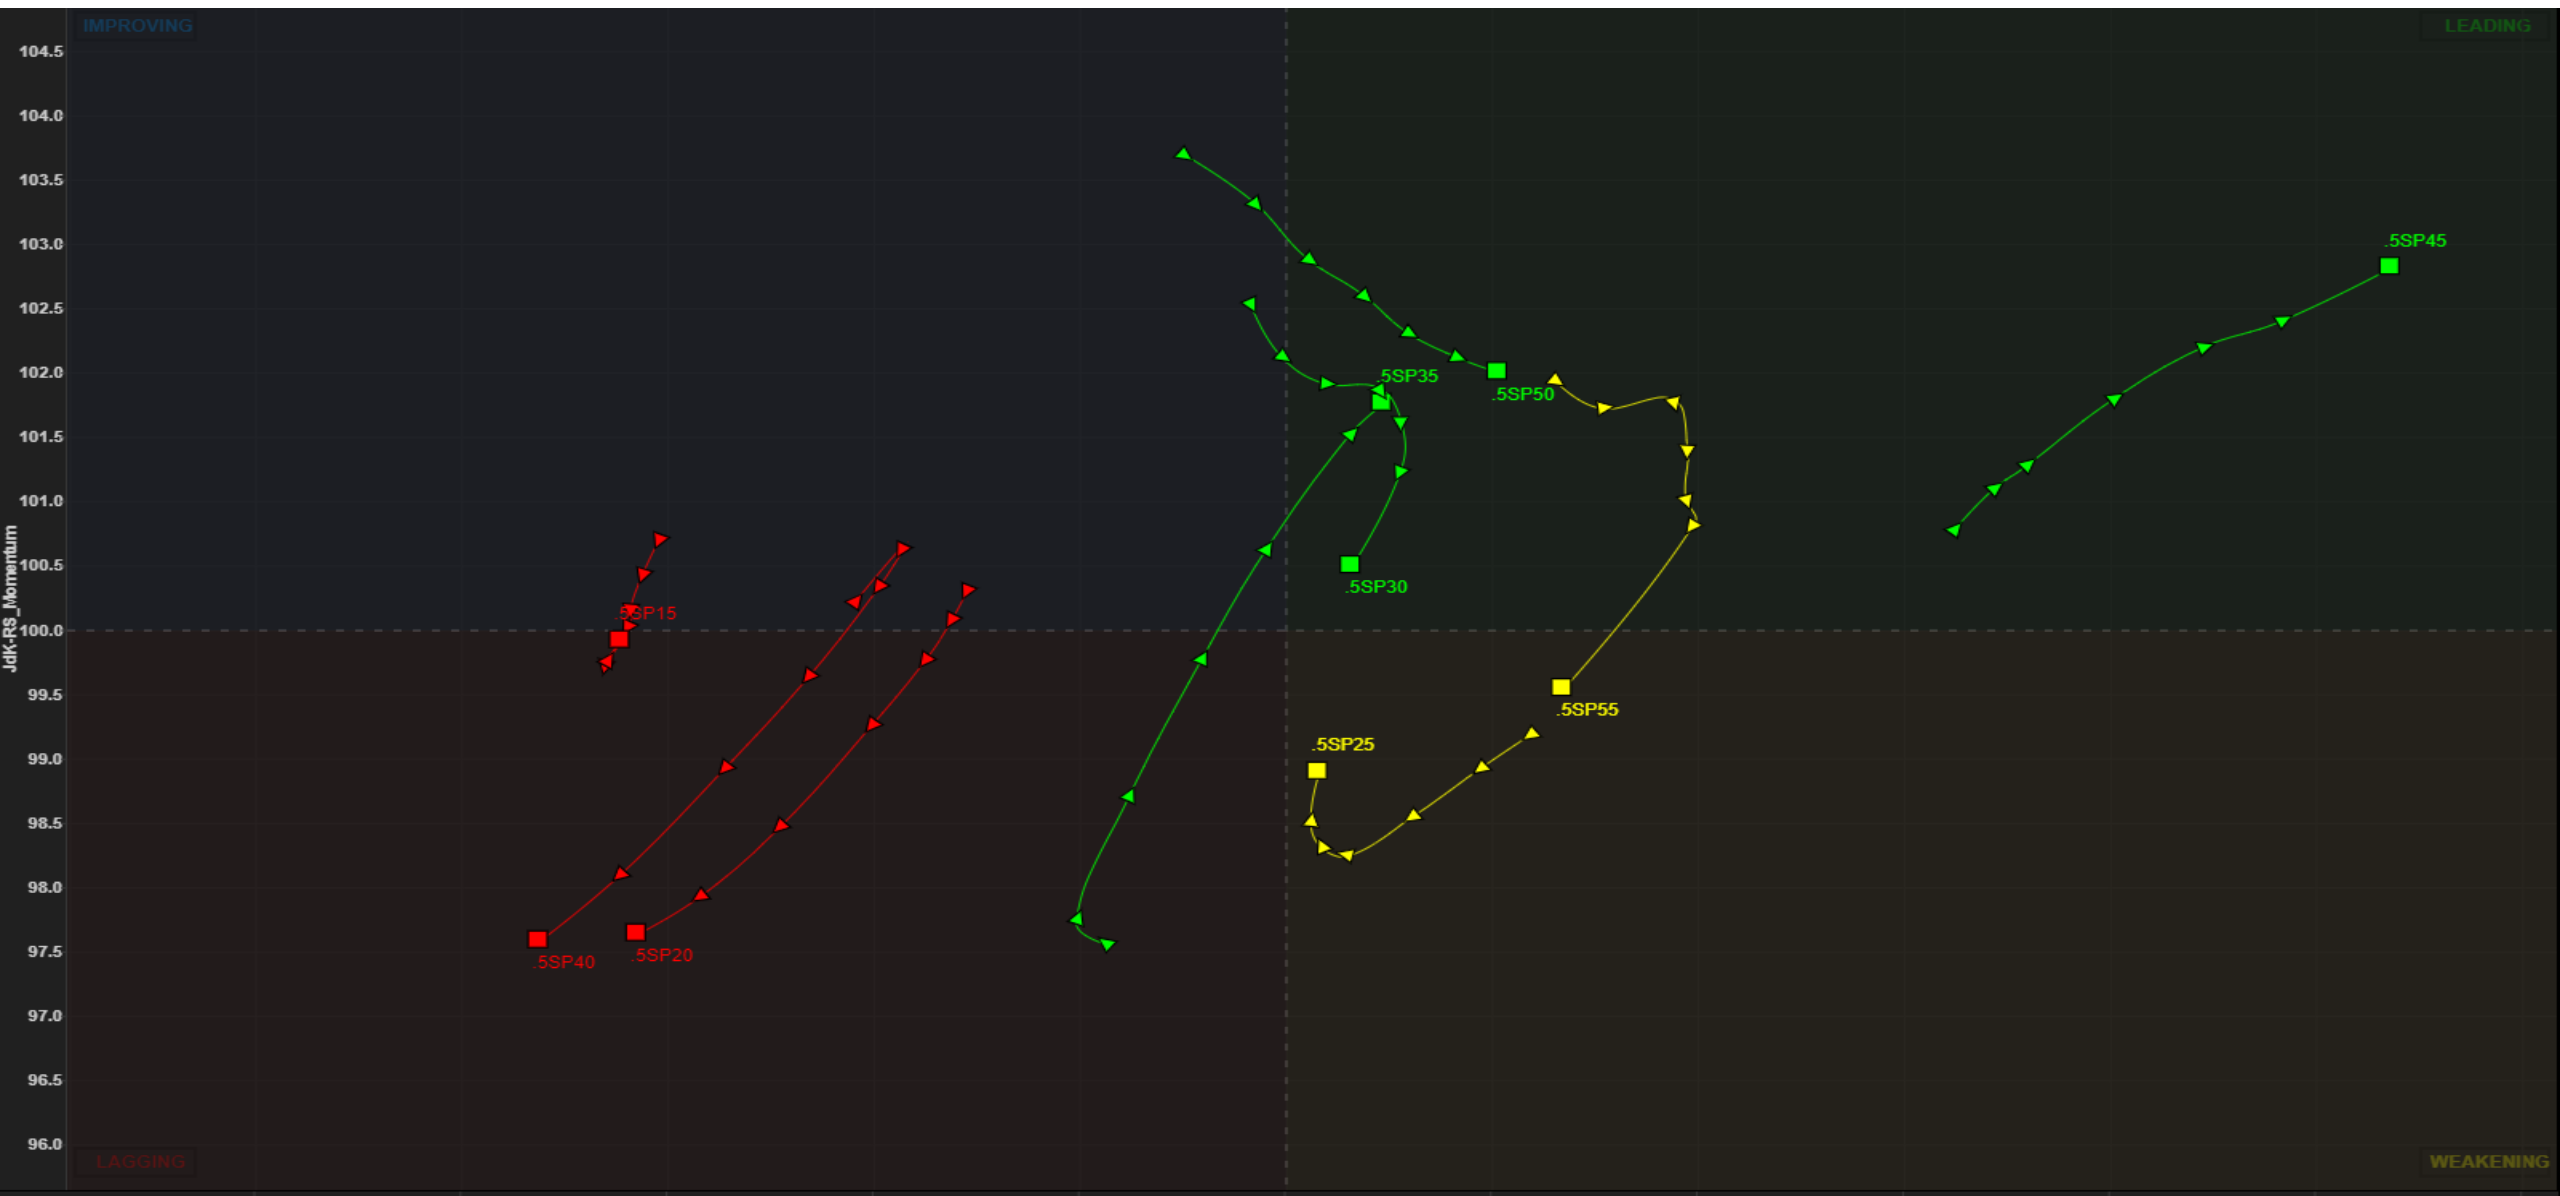 IMPROVING
LEADING
104.5
104.0
103.5
103.0
102.5
102.0
101.5
101.0
100.5
100.0
99.5
99.0
98.5
98.0
97.5
97.0
96.5
96.0
JdK-RS_Momentum
.5SP45
.5SP35
.5SP50
.5SP30
.5SP15
.5SP55
.5SP25
.5SP40
.5SP20
LAGGING
WEAKENING